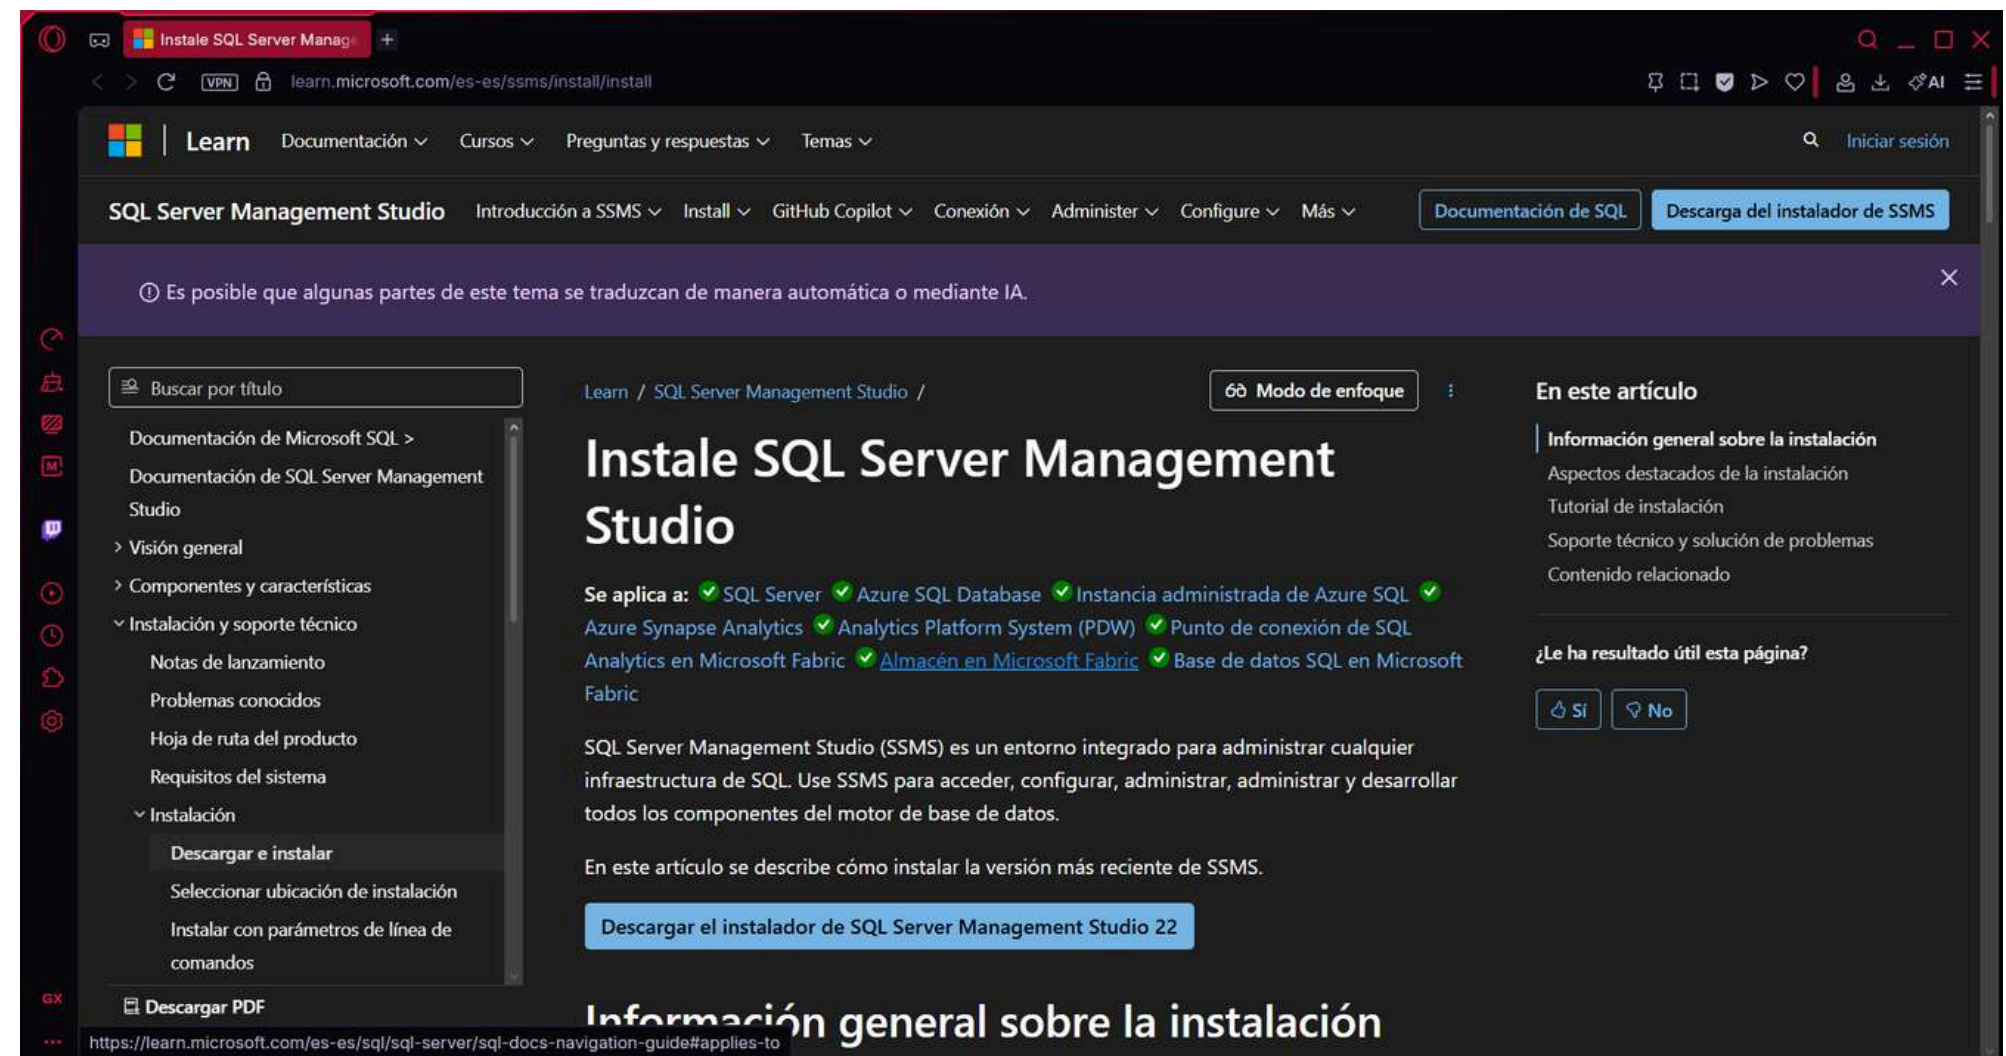 Instale SQL Server Manag
VPN learn.microsoft.com/es-es/ssms/install/install AI
Learn Documentación Cursos Preguntas y respuestas Temas Iniciar sesión
SQL Server Management Studio Introducción a SSMS Install GitHub Copilot Conexión Administer Configure Más Documentación de SQL Descarga del instalador de SSMS
Es posible que algunas partes de este tema se traduzcan de manera automática o mediante IA.
Buscar por título
Documentación de Microsoft SQL >
Documentación de SQL Server Management
Studio
Visión general
Componentes y características
Instalación y soporte técnico
Notas de lanzamiento
Problemas conocidos
Hoja de ruta del producto
Requisitos del sistema
Instalación
Descargar e instalar
Seleccionar ubicación de instalación
Instalar con parámetros de línea de
comandos
Descargar PDF
M
GX
Learn / SQL Server Management Studio /
Modo de enfoque
Instale SQL Server Management
Studio
Se aplica a: SQL Server Azure SQL Database Instancia administrada de Azure SQL
Azure Synapse Analytics Analytics Platform System (PDW) Punto de conexión de SQL
Analytics en Microsoft Fabric Almacén en Microsoft Fabric Base de datos SQL en Microsoft
Fabric
SQL Server Management Studio (SSMS) es un entorno integrado para administrar cualquier
infraestructura de SQL. Use SSMS para acceder, configurar, administrar, administrar y desarrollar
todos los componentes del motor de base de datos.
En este artículo se describe cómo instalar la versión más reciente de SSMS.
Descargar el instalador de SQL Server Management Studio 22
Información general sobre la instalación
En este artículo
Información general sobre la instalación
Aspectos destacados de la instalación
Tutorial de instalación
Soporte técnico y solución de problemas
Contenido relacionado
¿Le ha resultado útil esta página?
Sí No
https://learn.microsoft.com/es-es/sql/sql-server/sql-docs-navigation-guide#applies-to